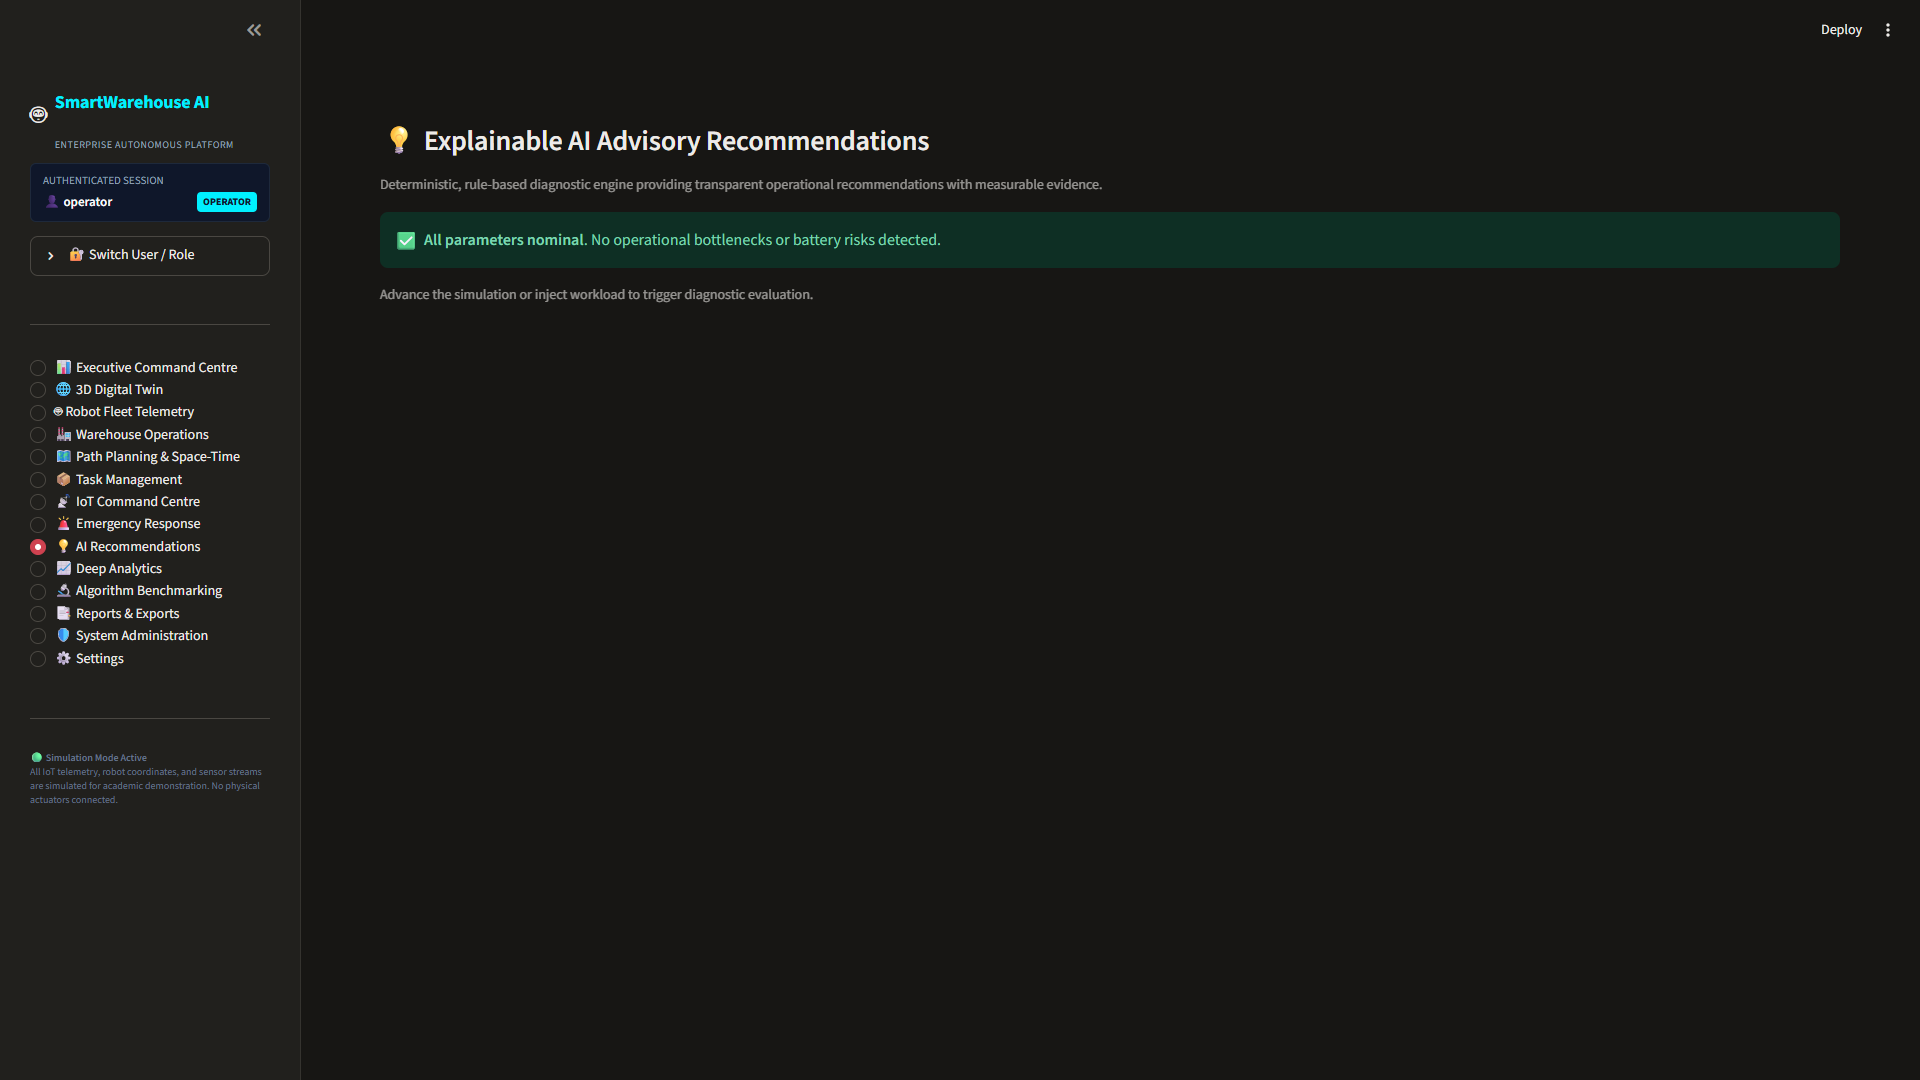 Deploy
SmartWarehouse AI
ENTERPRISE AUTONOMOUS PLATFORM
AUTHENTICATED SESSION
operator
OPERATOR
Switch User / Role
Executive Command Centre
3D Digital Twin
Robot Fleet Telemetry
Warehouse Operations
Path Planning & Space-Time
Task Management
IoT Command Centre
Emergency Response
AI Recommendations
Deep Analytics
Algorithm Benchmarking
Reports & Exports
System Administration
Settings
Simulation Mode Active
All IoT telemetry, robot coordinates, and sensor streams
are simulated for academic demonstration. No physical
actuators connected.
Explainable AI Advisory Recommendations
Deterministic, rule-based diagnostic engine providing transparent operational recommendations with measurable evidence.
All parameters nominal. No operational bottlenecks or battery risks detected.
Advance the simulation or inject workload to trigger diagnostic evaluation.